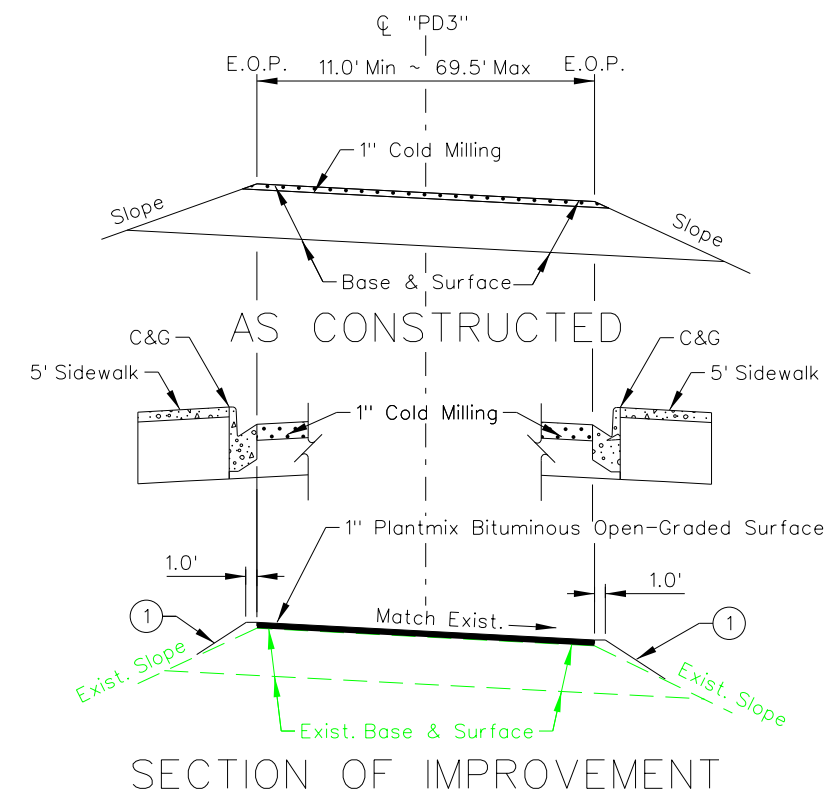 ℄ "PD3"
E.O.P. 11.0' Min ~ 69.5' Max E.O.P.
1" Cold Milling
Slope
Slope
Base & Surface
AS CONSTRUCTED
C&G C&G
5' Sidewalk 5' Sidewalk
1" Cold Milling
1" Plantmix Bituminous Open-Graded Surface
1.0' 1.0'
1 Match Exist. 1
Exist. Slope
Exist. Slope
Exist. Base & Surface
SECTION OF IMPROVEMENT